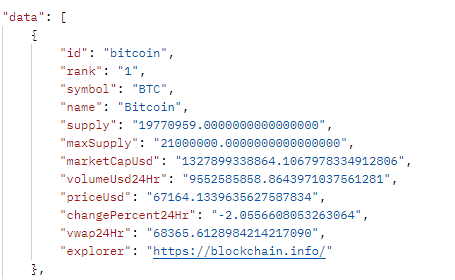 "data": [
{
"id": "bitcoin",
"rank": "1",
"symbol": "BTC",
"name": "Bitcoin",
"supply": "19770959.0000000000000000",
"maxSupply": "21000000.0000000000000000",
"marketCapUsd": "1327899338864.1067978334912806",
"volumeUsd24Hr": "9552585858.8643971037561281",
"priceUsd": "67164.1339635627587834",
"changePercent24Hr": "-2.0556608053263064",
"vwap24Hr": "68365.6128984214217090",
"explorer": "https://blockchain.info/"
},